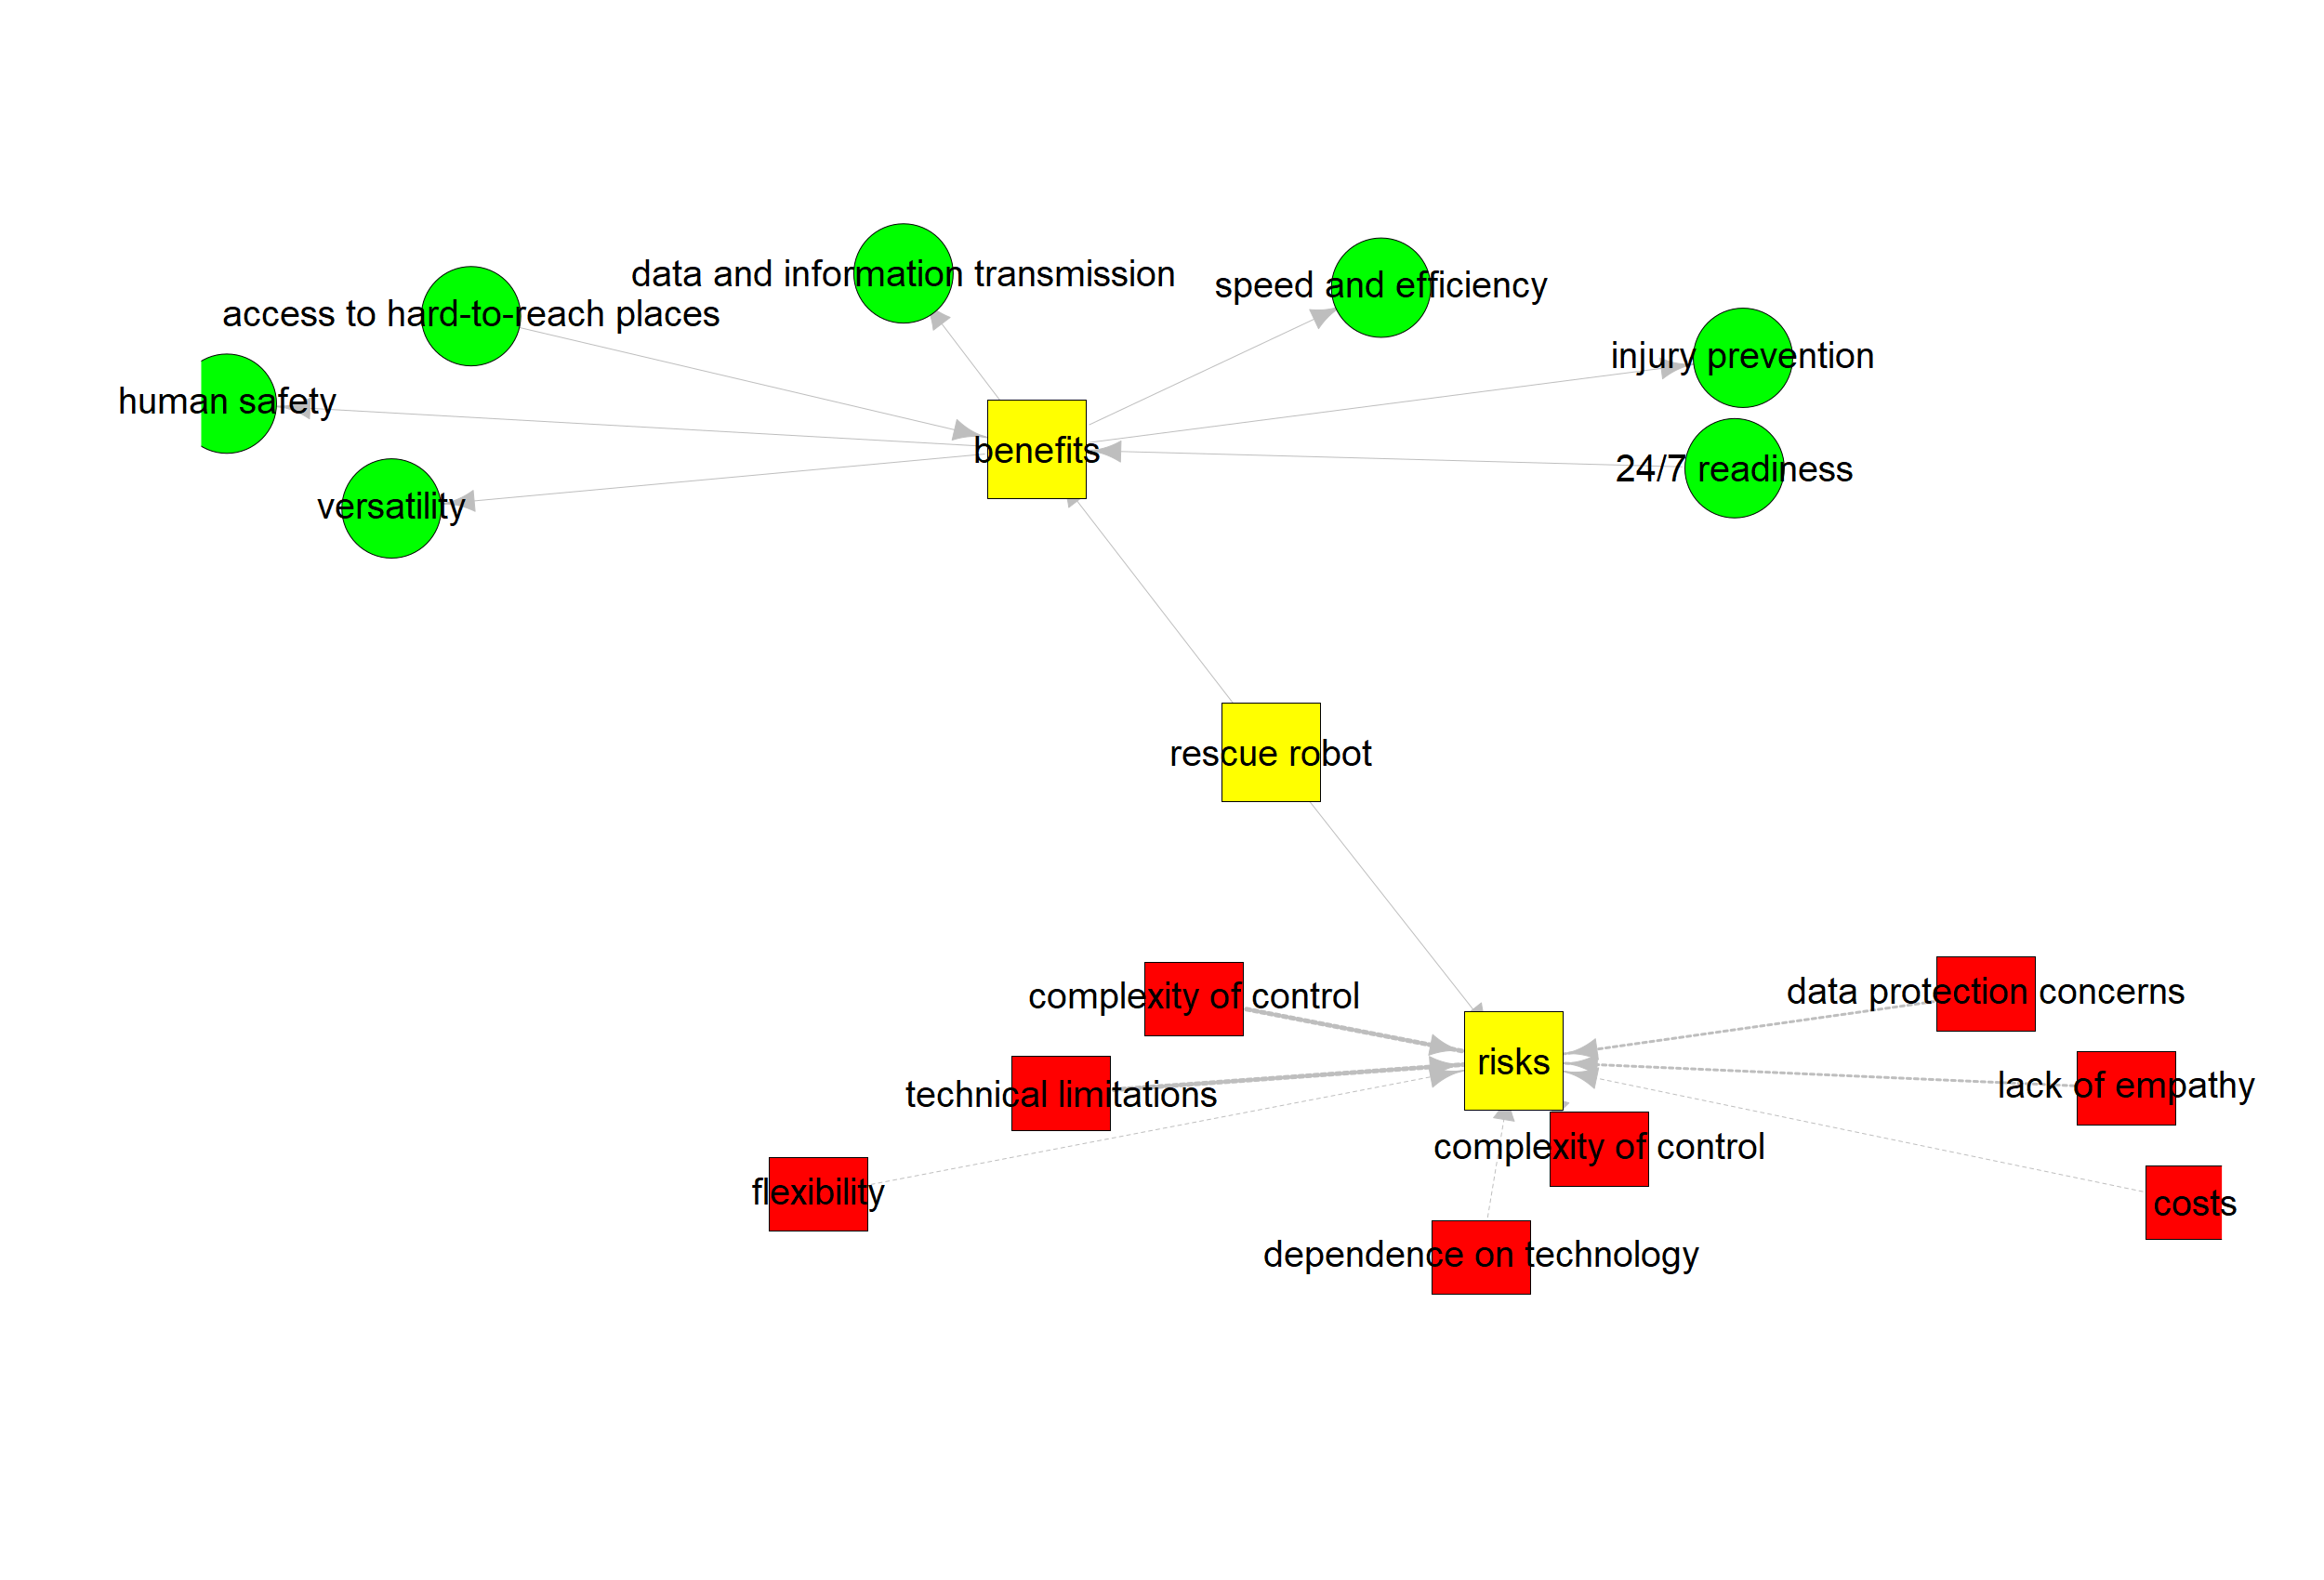 data and information transmission
speed and efficiency
access to hard-to-reach places
injury prevention
human safety
benefits
24/7 readiness
versatility
rescue robot
complexity of control
data protection concerns
risks
technical limitations
lack of empathy
complexity of control
flexibility
costs
dependence on technology